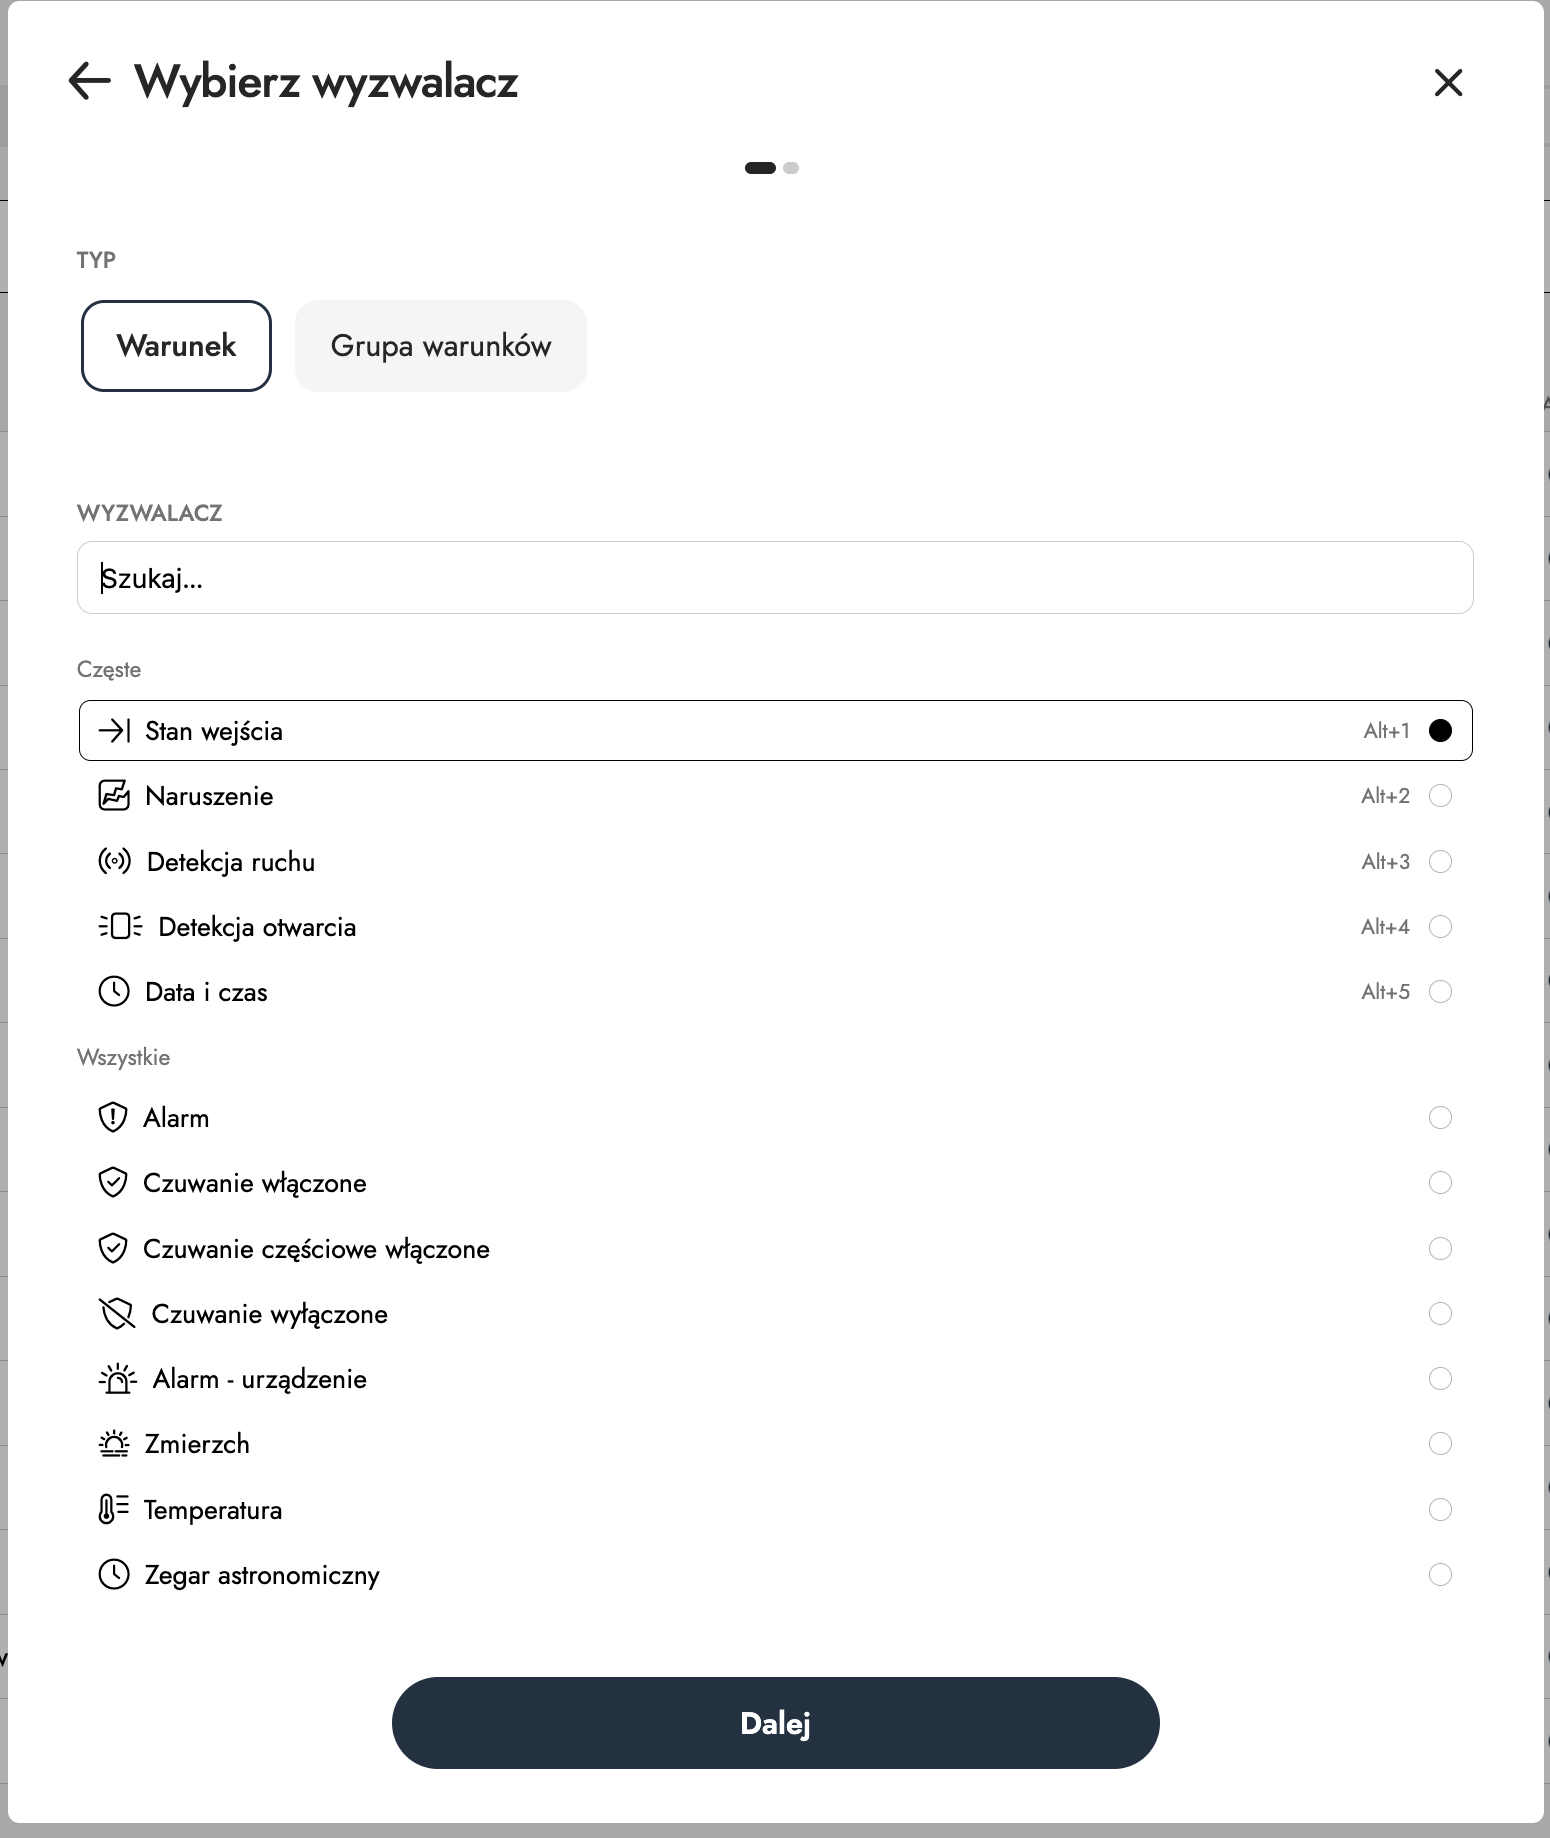 Wybierz wyzwalacz
TYP
Warunek
Grupa warunków
WYZWALACZ
Szukaj...
Częste
Stan wejścia Alt+1
Naruszenie Alt+2
Detekcja ruchu Alt+3
Detekcja otwarcia Alt+4
Data i czas Alt+5
Wszystkie
Alarm
Czuwanie włączone
Czuwanie częściowe włączone
Czuwanie wyłączone
Alarm - urządzenie
Zmierzch
Temperatura
Zegar astronomiczny
Dalej